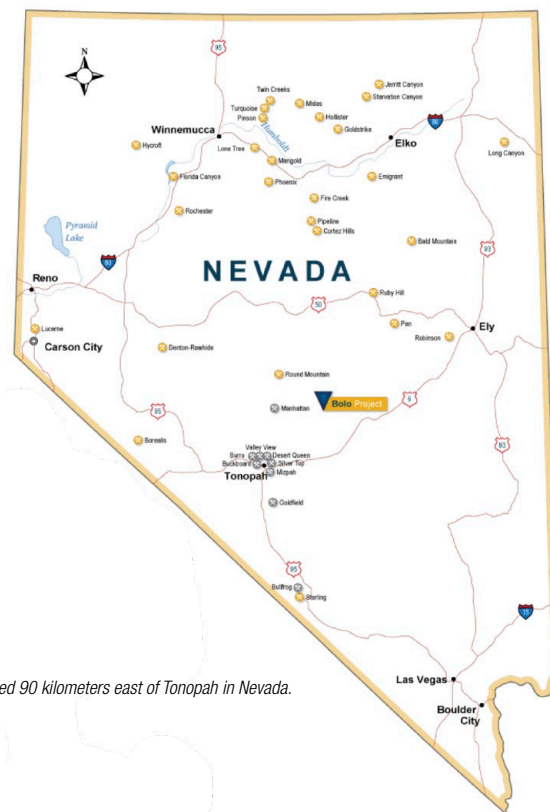 N
95
Jerritt Canyon
Starvation Canyon
Twin Creeks
Midas
Turquoise
Pinson
Hollister
Goldstrike
80
Winnemucca
Humboldt
Elko
Hycroft
Lone Tree
Long Canyon
Marigold
Florida Canyon
Phoenix
Emigrant
Fire Creek
Rochester
Pipeline
Cortez Hills
Pyramid
Lake
Bald Mountain
93
NEVADA
Reno
Ruby Hill
50
Lucerne
Pan
Ely
Robinson
Carson City
Denton-Rawhide
Round Mountain
6
Manhattan
Bolo Project
95
Borealis
93
Valley View
Burro
Desert Queen
Buckboard
Silver Top
Tonopah
Mizpah
Goldfield
95
Bullfrog
Sterling
15
ed 90 kilometers east of Tonopah in Nevada.
Las Vegas
Boulder
City